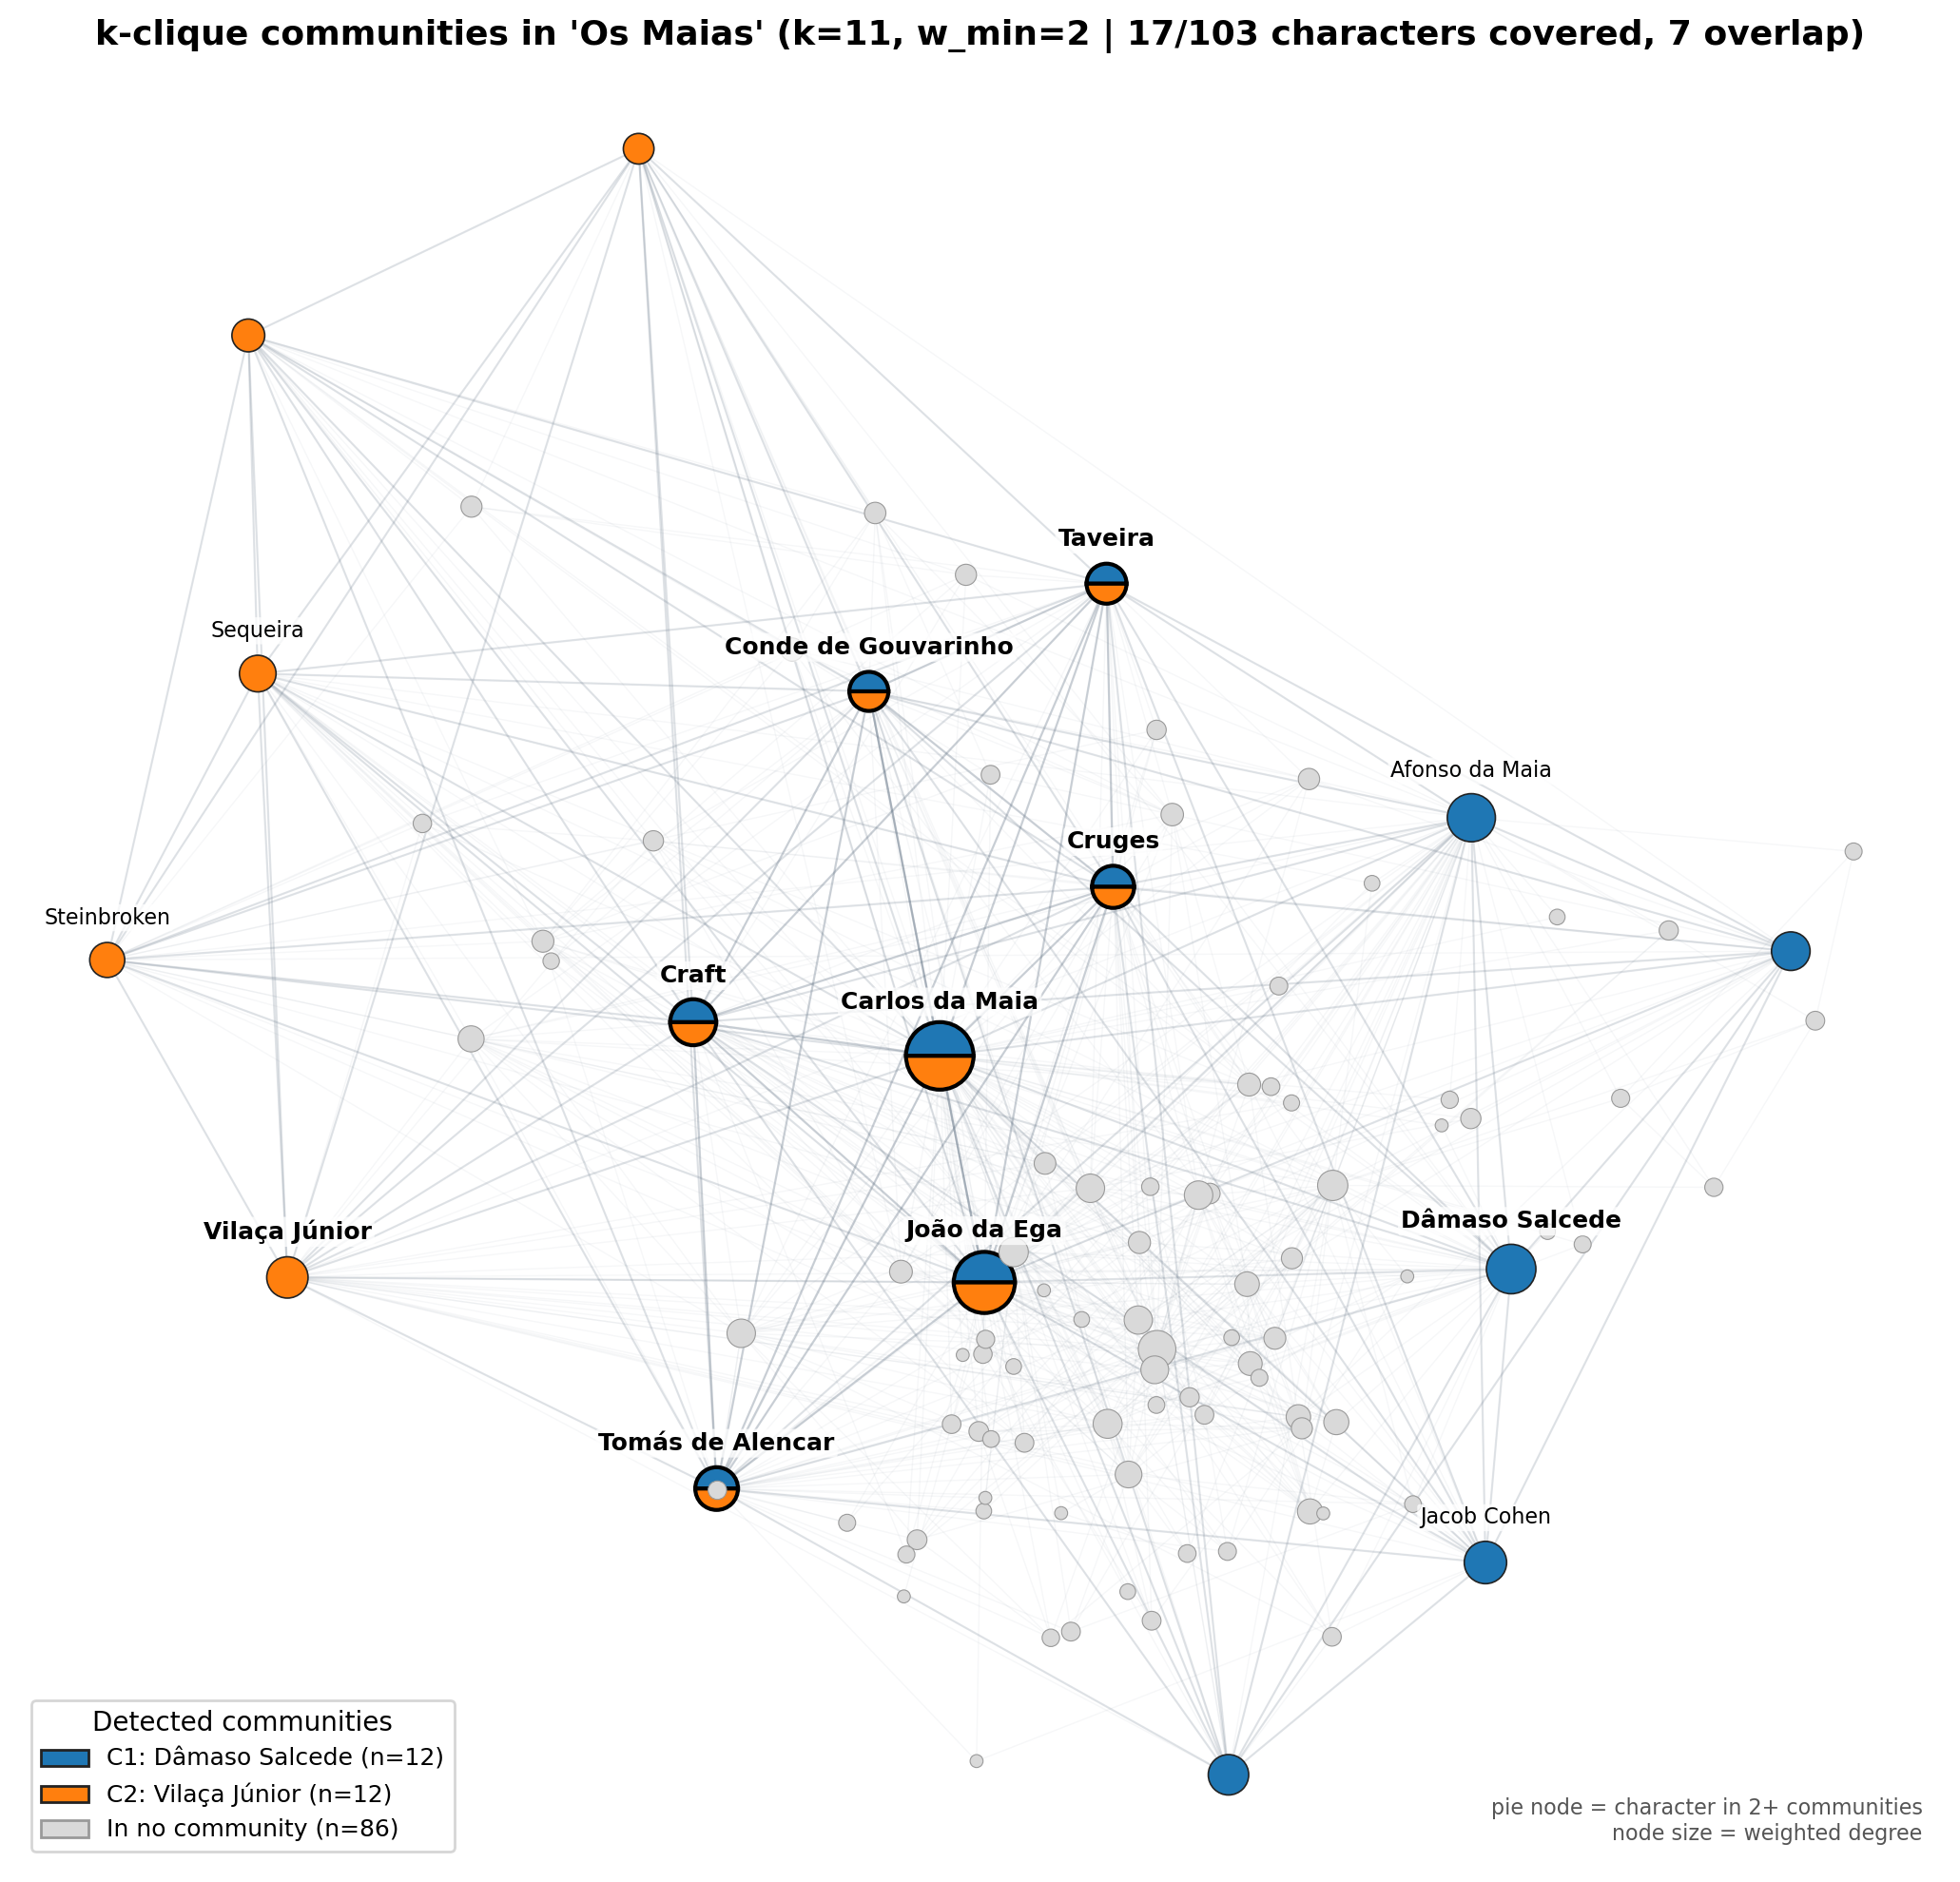 k-clique communities in 'Os Maias' (k=11, w_min=2 | 17/103 characters covered, 7 overlap)
Taveira
Sequeira
Conde de Gouvarinho
Afonso da Maia
Cruges
Steinbroken
Craft
Carlos da Maia
Vilaça Júnior
João da Ega
Dâmaso Salcede
Tomás de Alencar
Jacob Cohen
Detected communities
C1: Dâmaso Salcede (n=12)
C2: Vilaça Júnior (n=12)
In no community (n=86)
pie node = character in 2+ communities
node size = weighted degree